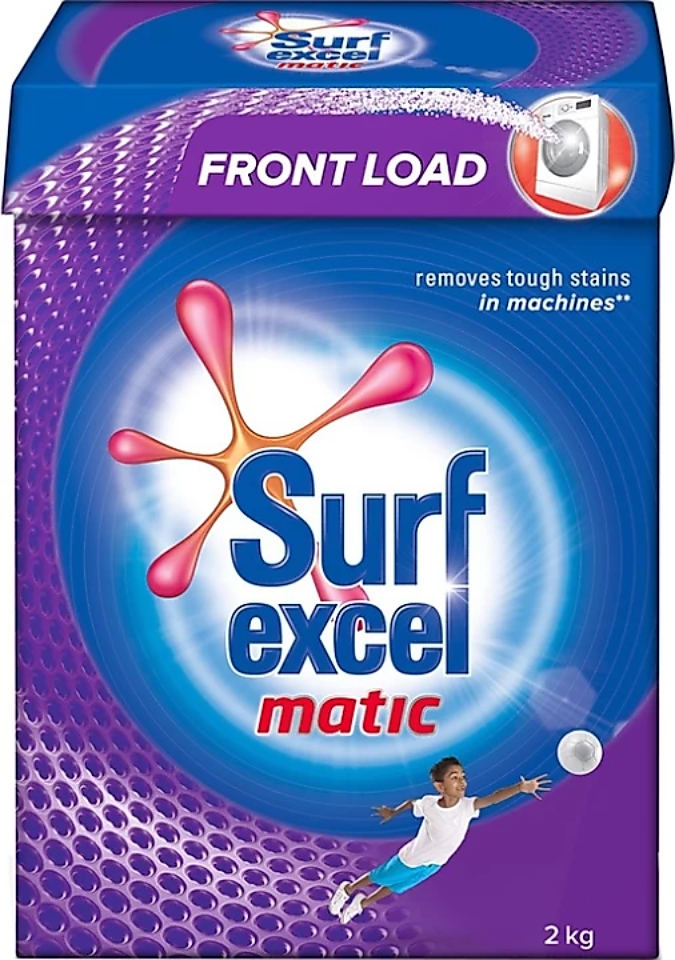 Surf
excel
matic
FRONT LOAD
removes tough stains
in machines**
Surf
excel
matic
2 kg